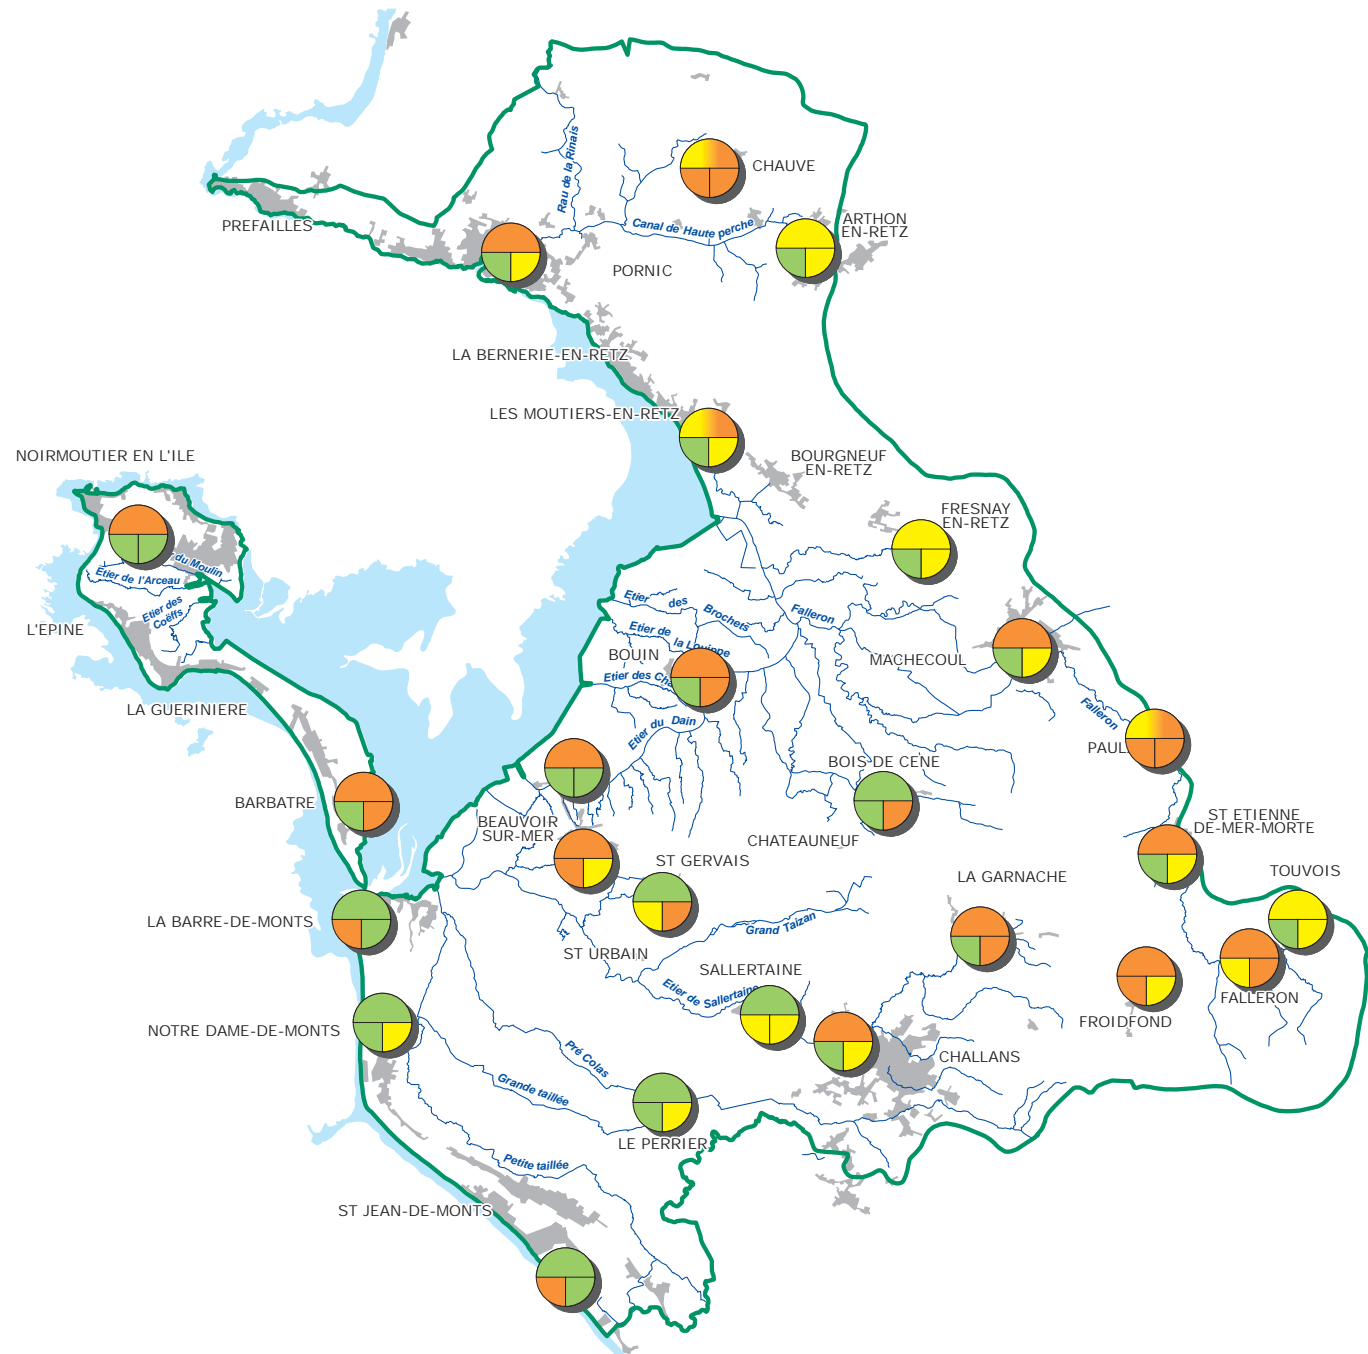 CHAUVE
Rau de la Rinais
ARTHON
EN-RETZ
PREFAILLES
Canal de Haute perche
PORNIC
LA BERNERIE-EN-RETZ
LES MOUTIERS-EN-RETZ
NOIRMOUTIER EN L'ILE
BOURGNEUF
EN-RETZ
FRESNAY
EN-RETZ
du Moulin
Etier de l'Arceau
Etier des
Coëffs
L'EPINE
Etier des Brochets
Falleron
Etier de la Louippe
BOUIN
MACHECOUL
Etier des Cha
LA GUERINIERE
Etier du Dain
Falleron
PAUL
BOIS DE CENE
BARBATRE
BEAUVOIR
SUR-MER
CHATEAUNEUF
ST ETIENNE
DE-MER-MORTE
ST GERVAIS
TOUVOIS
LA GARNACHE
LA BARRE-DE-MONTS
Grand Taizan
ST URBAIN
SALLERTAINE
Etier de Sallertaine
FALLERON
FROIDFOND
NOTRE DAME-DE-MONTS
Pré Colas
CHALLANS
Grande taillée
LE PERRIER
Petite taillée
ST JEAN-DE-MONTS